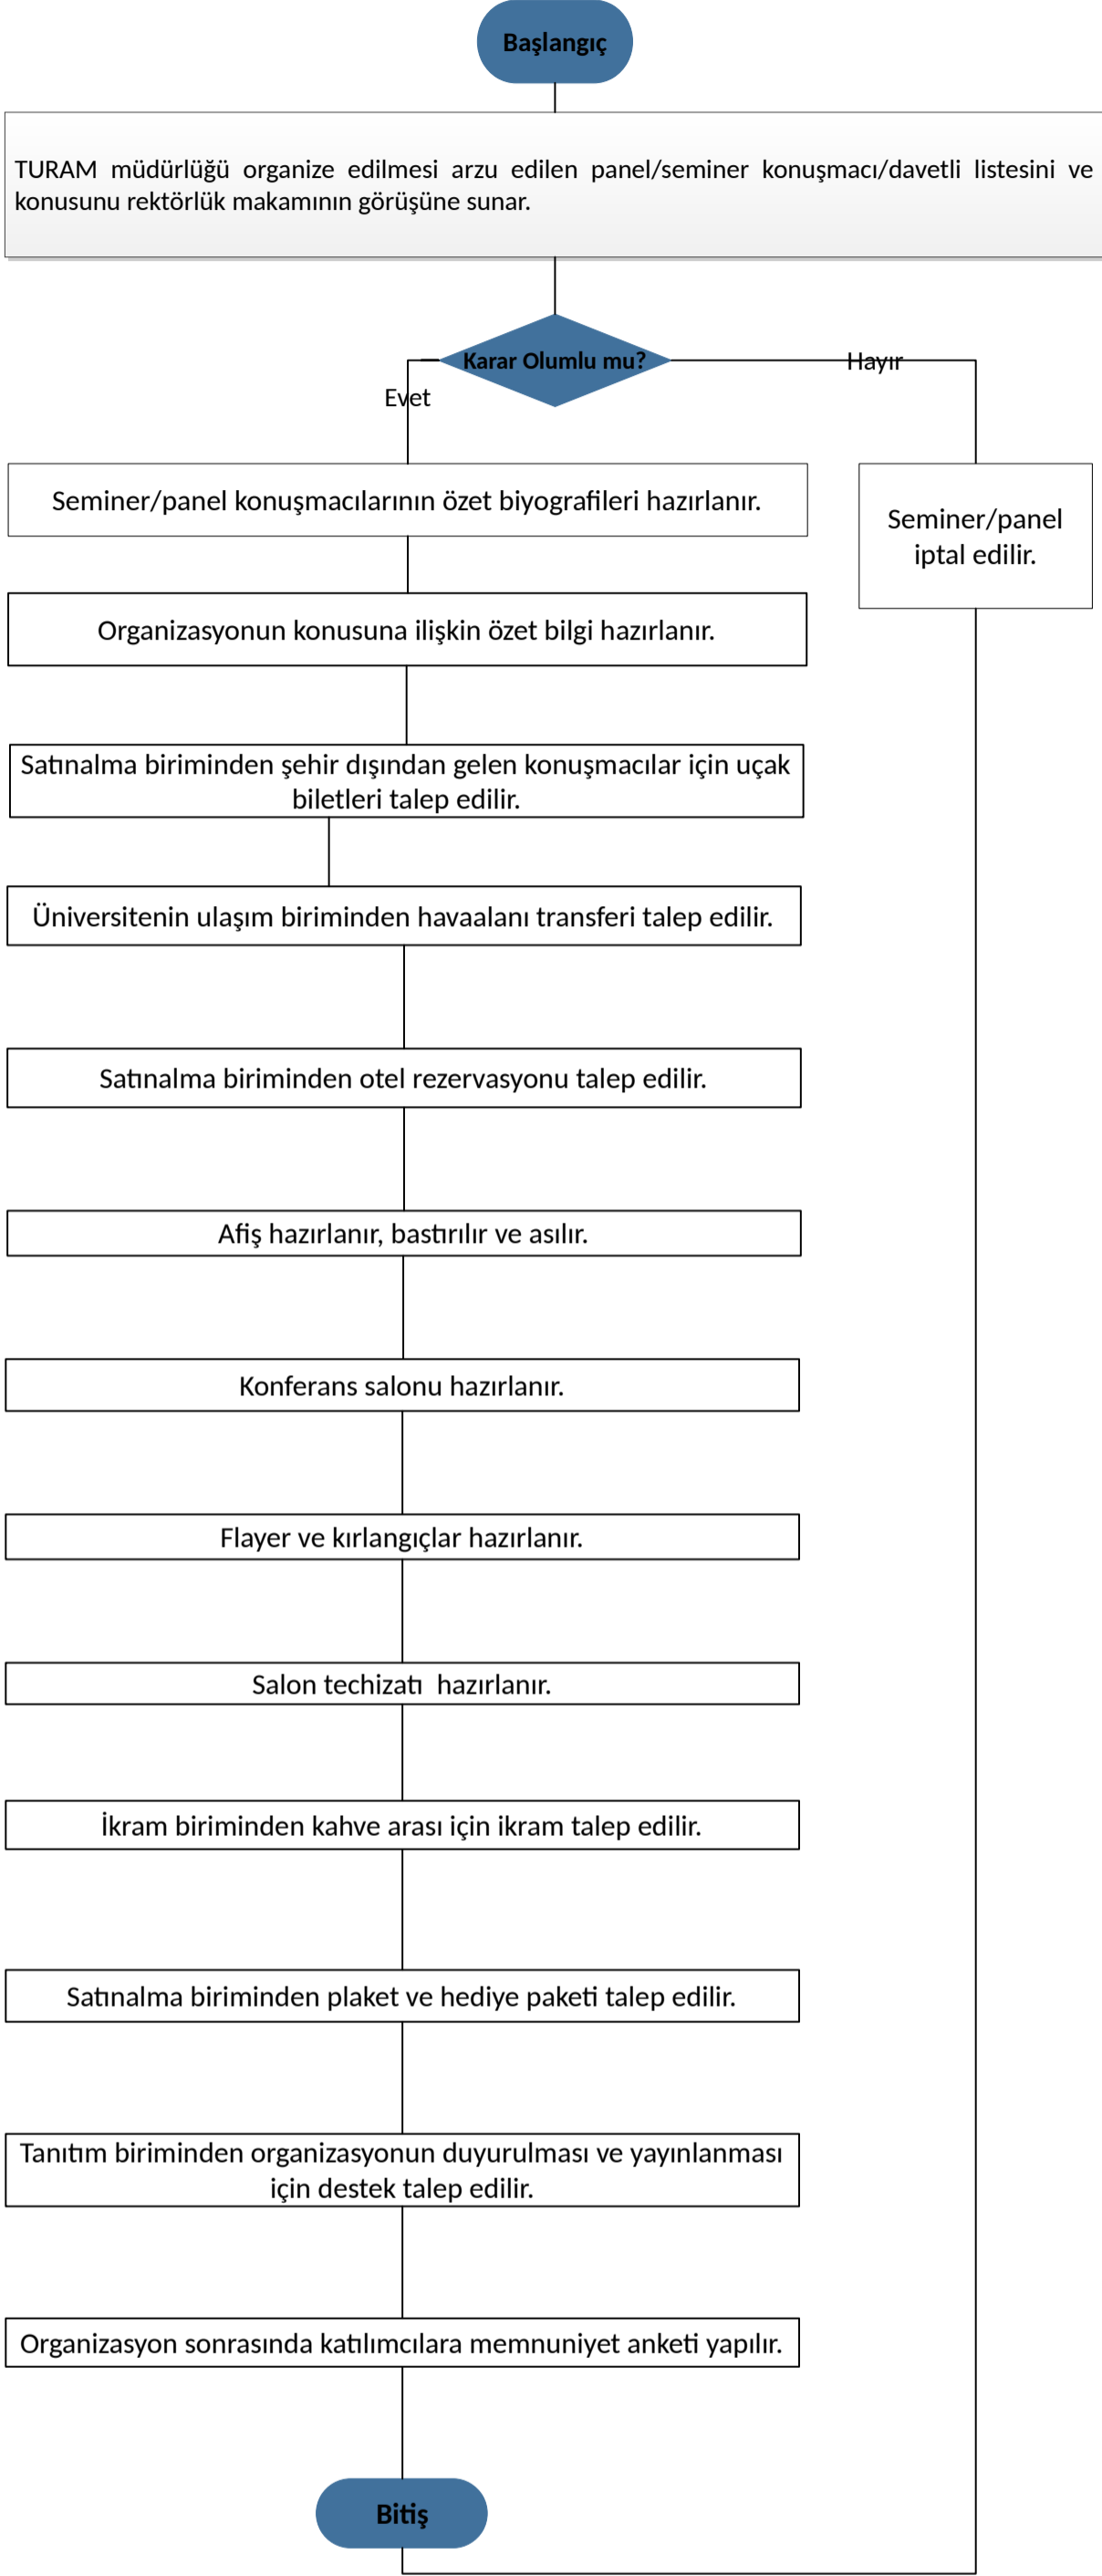 Başlangıç
TURAM müdürlüğü organize edilmesi arzu edilen panel/seminer konuşmacı/davetli listesini ve
konusunu rektörlük makamının görüşüne sunar.
Karar Olumlu mu?
Hayır
Evet
Seminer/panel konuşmacılarının özet biyografileri hazırlanır.
Seminer/panel
iptal edilir.
Organizasyonun konusuna ilişkin özet bilgi hazırlanır.
Satınalma biriminden şehir dışından gelen konuşmacılar için uçak
biletleri talep edilir.
Üniversitenin ulaşım biriminden havaalanı transferi talep edilir.
Satınalma biriminden otel rezervasyonu talep edilir.
Afiş hazırlanır, bastırılır ve asılır.
Konferans salonu hazırlanır.
Flayer ve kırlangıçlar hazırlanır.
Salon techizatı  hazırlanır.
İkram biriminden kahve arası için ikram talep edilir.
Satınalma biriminden plaket ve hediye paketi talep edilir.
Tanıtım biriminden organizasyonun duyurulması ve yayınlanması
için destek talep edilir.
Organizasyon sonrasında katılımcılara memnuniyet anketi yapılır.
Bitiş